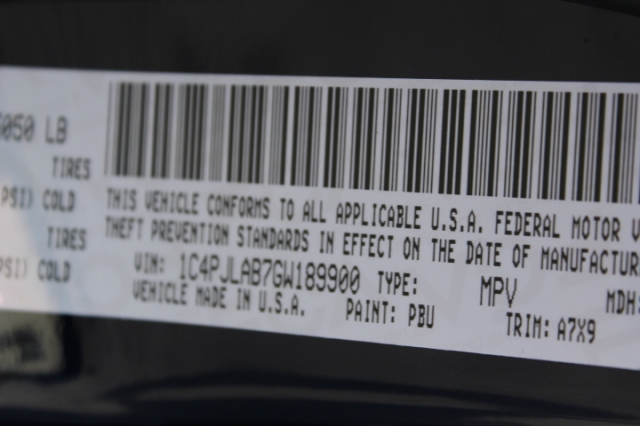 050 LB
TIRES
PSI) COLD
TIRES
PSI) COLD
THIS VEHICLE CONFORMS TO ALL APPLICABLE U.S.A. FEDERAL MOTOR V
THEFT PREVENTION STANDARDS IN EFFECT ON THE DATE OF MANUFACTUR
VIN: 1C4PJLAB7GW189900 TYPE: MPV MDH:
VEHICLE MADE IN U.S.A. PAINT: PBU TRIM: A7X9